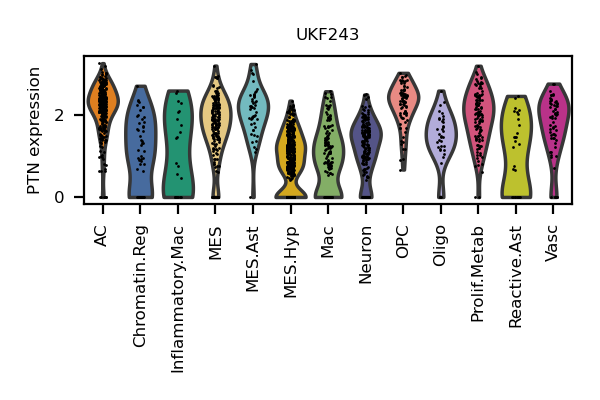 UKF243
PTN expression
2
0
AC
Chromatin.Reg
Inflammatory.Mac
MES
MES.Ast
MES.Hyp
Mac
Neuron
OPC
Oligo
Prolif.Metab
Reactive.Ast
Vasc